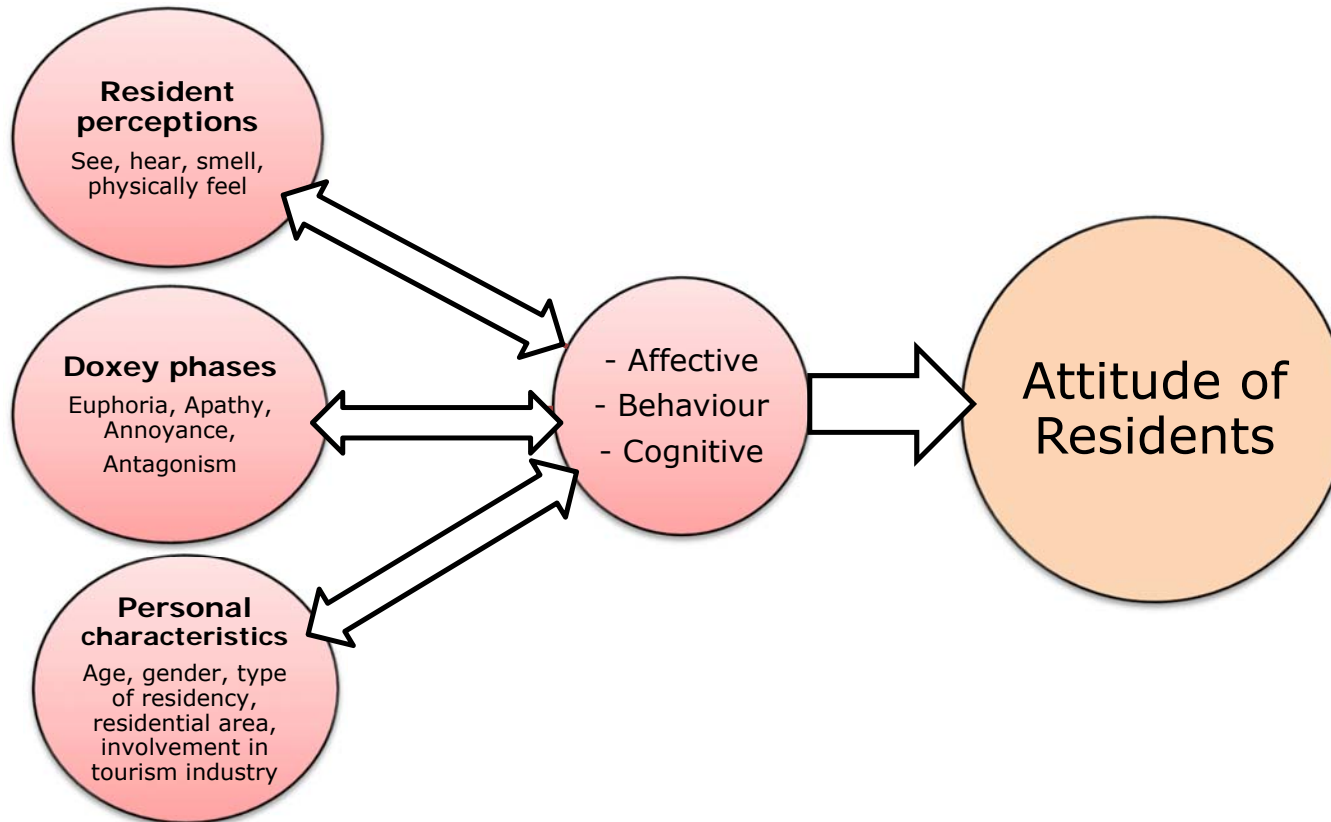 Resident
perceptions
See, hear, smell,
physically feel
Doxey phases
Euphoria, Apathy,
Annoyance,
Antagonism
Personal
characteristics
Age, gender, type
of residency,
residential area,
involvement in
tourism industry
- Affective
- Behaviour
- Cognitive
Attitude of
Residents